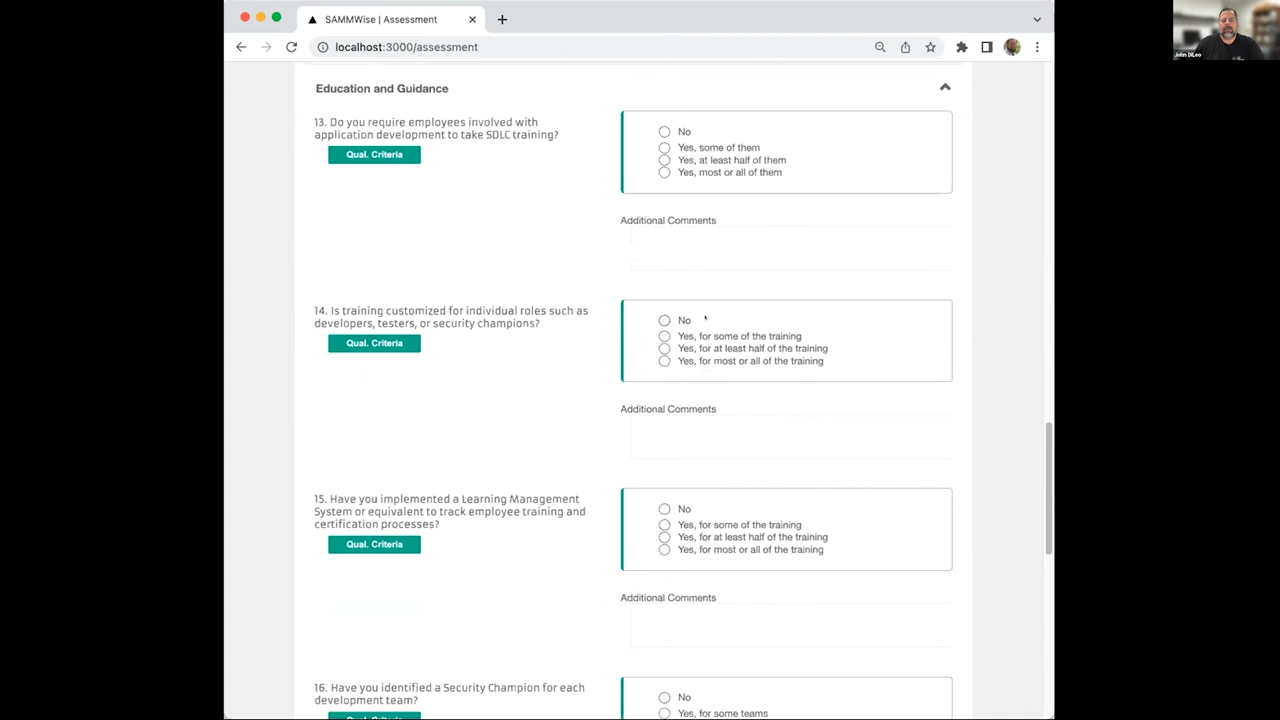 SAMMWise | Assessment
localhost:3000/assessment
John DiLeo
Education and Guidance
13. Do you require employees involved with
application development to take SDLC training?
Qual. Criteria
No
Yes, some of them
Yes, at least half of them
Yes, most or all of them
Additional Comments
14. Is training customized for individual roles such as
developers, testers, or security champions?
Qual. Criteria
No
Yes, for some of the training
Yes, for at least half of the training
Yes, for most or all of the training
Additional Comments
15. Have you implemented a Learning Management
System or equivalent to track employee training and
certification processes?
Qual. Criteria
No
Yes, for some of the training
Yes, for at least half of the training
Yes, for most or all of the training
Additional Comments
16. Have you identified a Security Champion for each
development team?
Qual. Criteria
No
Yes, for some teams